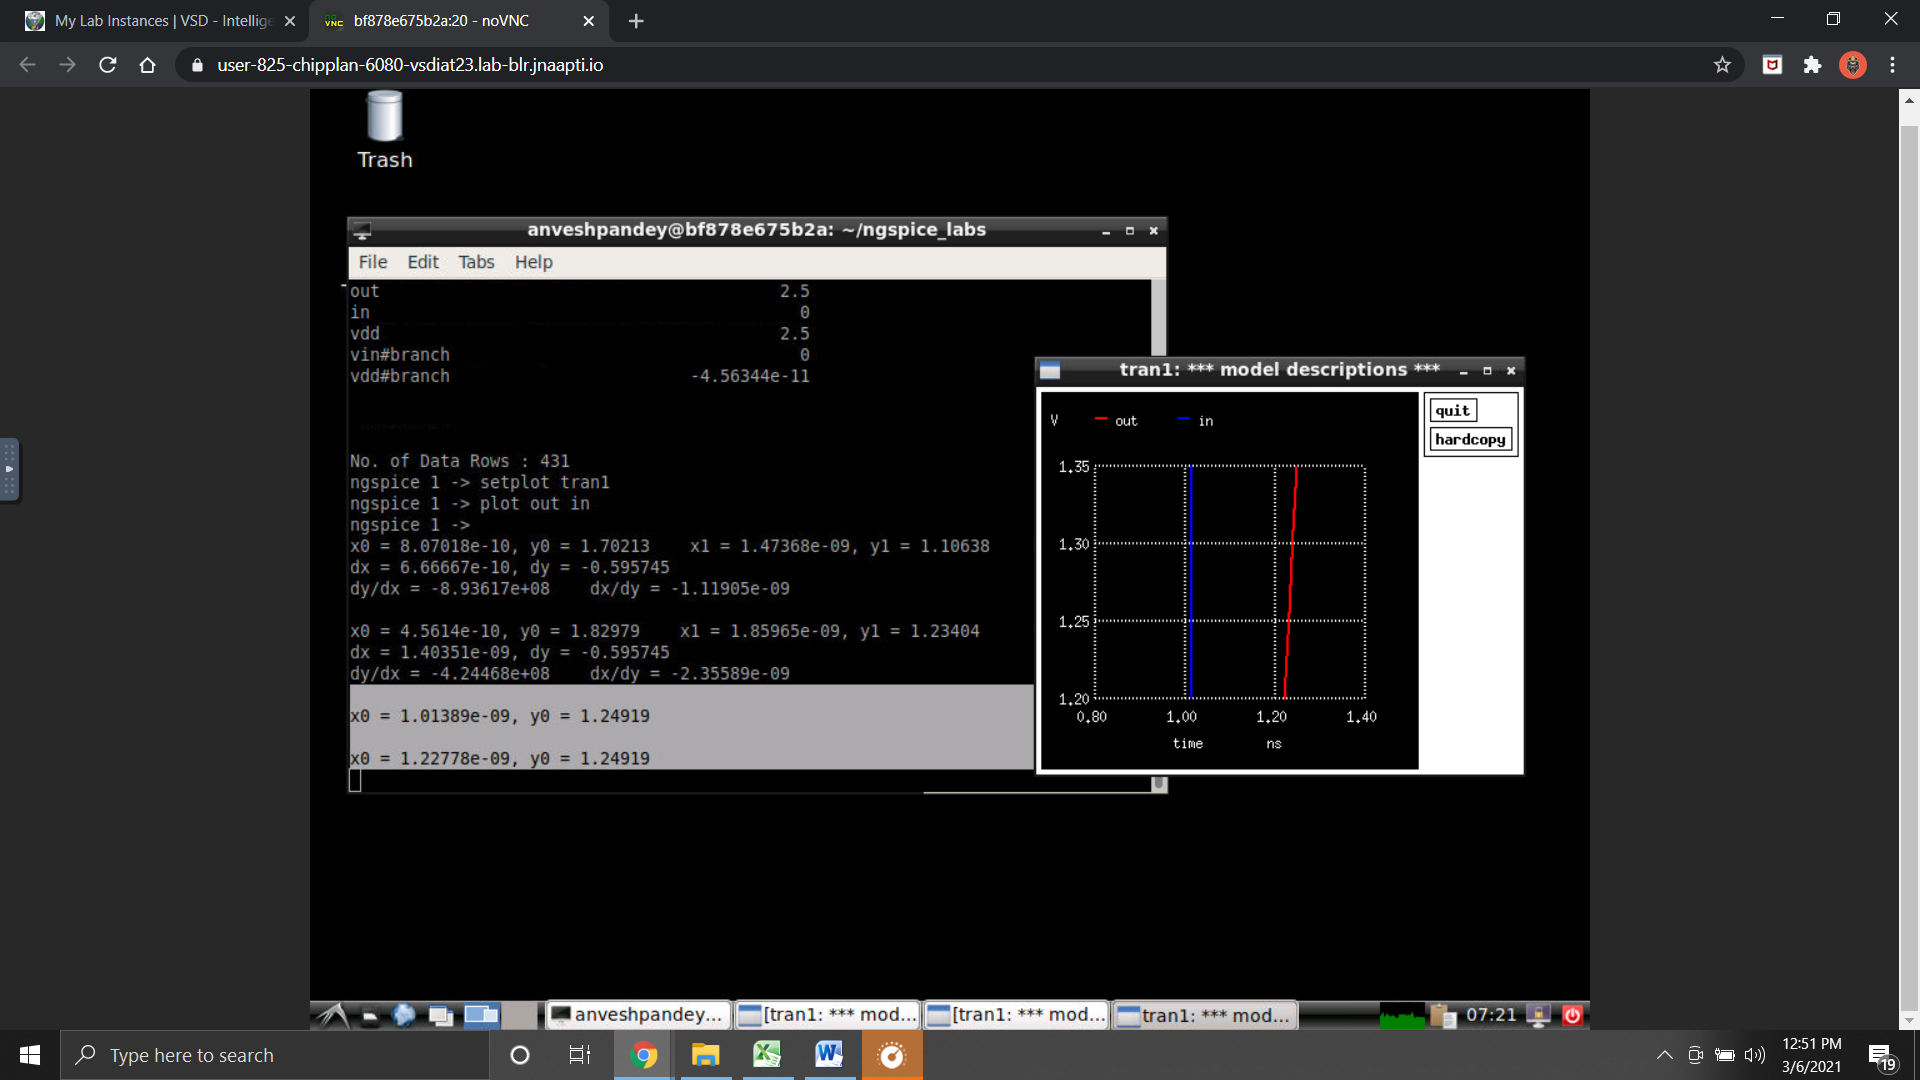 My Lab Instances | VSD - Intellige
bf878e675b2a:20 - noVNC
user-825-chipplan-6080-vsdiat23.lab-blr.jnaapti.io
Trash
anveshpandey@bf878e675b2a: ~/ngspice_labs
File Edit Tabs Help
out 2.5
in 0
vdd 2.5
vin#branch 0
vdd#branch -4.56344e-11
No. of Data Rows : 431
ngspice 1 -> setplot tran1
ngspice 1 -> plot out in
ngspice 1 ->
x0 = 8.07018e-10, y0 = 1.70213 x1 = 1.47368e-09, y1 = 1.10638
dx = 6.66667e-10, dy = -0.595745
dy/dx = -8.93617e+08 dx/dy = -1.11905e-09
x0 = 4.5614e-10, y0 = 1.82979 x1 = 1.85965e-09, y1 = 1.23404
dx = 1.40351e-09, dy = -0.595745
dy/dx = -4.24468e+08 dx/dy = -2.35589e-09
x0 = 1.01389e-09, y0 = 1.24919
x0 = 1.22778e-09, y0 = 1.24919
tran1: *** model descriptions ***
quit
hardcopy
V out in
1.35
1.30
1.25
1.20
0.80 1.00 1.20 1.40
time ns
anveshpandey...
[tran1: *** mod...
[tran1: *** mod...
tran1: *** mod...
07:21
Type here to search
12:51 PM
3/6/2021
19